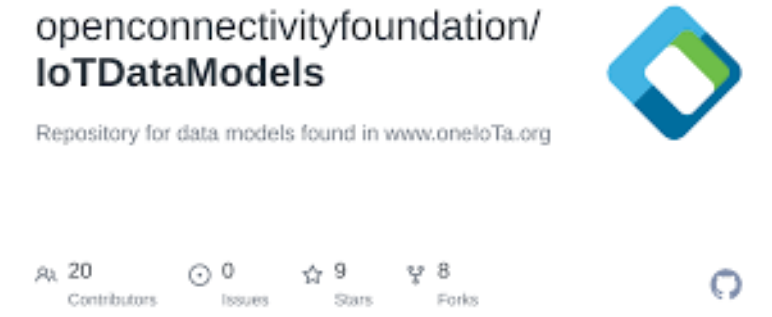 openconnectivityfoundation/
IoTDataModels
Repository for data models found in www.oneIoTa.org
20 0 9 8
Contributors Issues Stars Forks